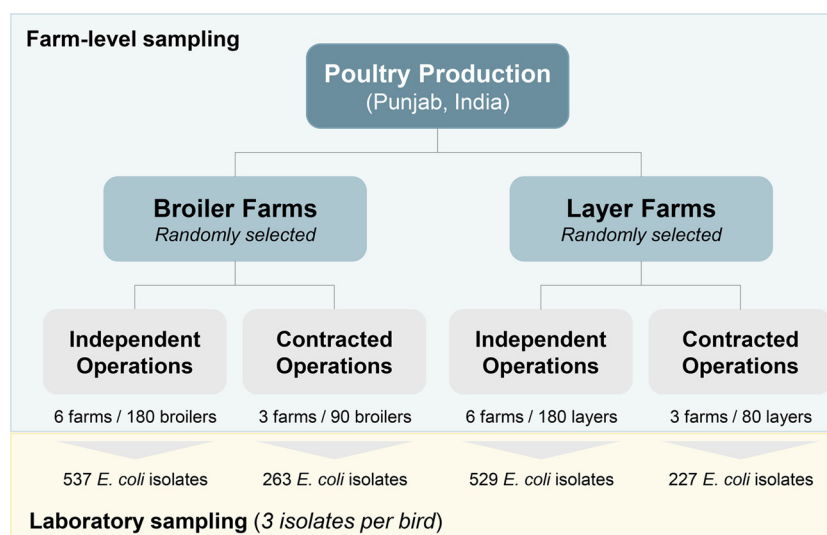 Farm-level sampling
Poultry Production
(Punjab, India)
Broiler Farms
Randomly selected
Layer Farms
Randomly selected
Independent
Operations
Contracted
Operations
Independent
Operations
Contracted
Operations
6 farms / 180 broilers
3 farms / 90 broilers
6 farms / 180 layers
3 farms / 80 layers
537 E. coli isolates
263 E. coli isolates
529 E. coli isolates
227 E. coli isolates
Laboratory sampling (3 isolates per bird)